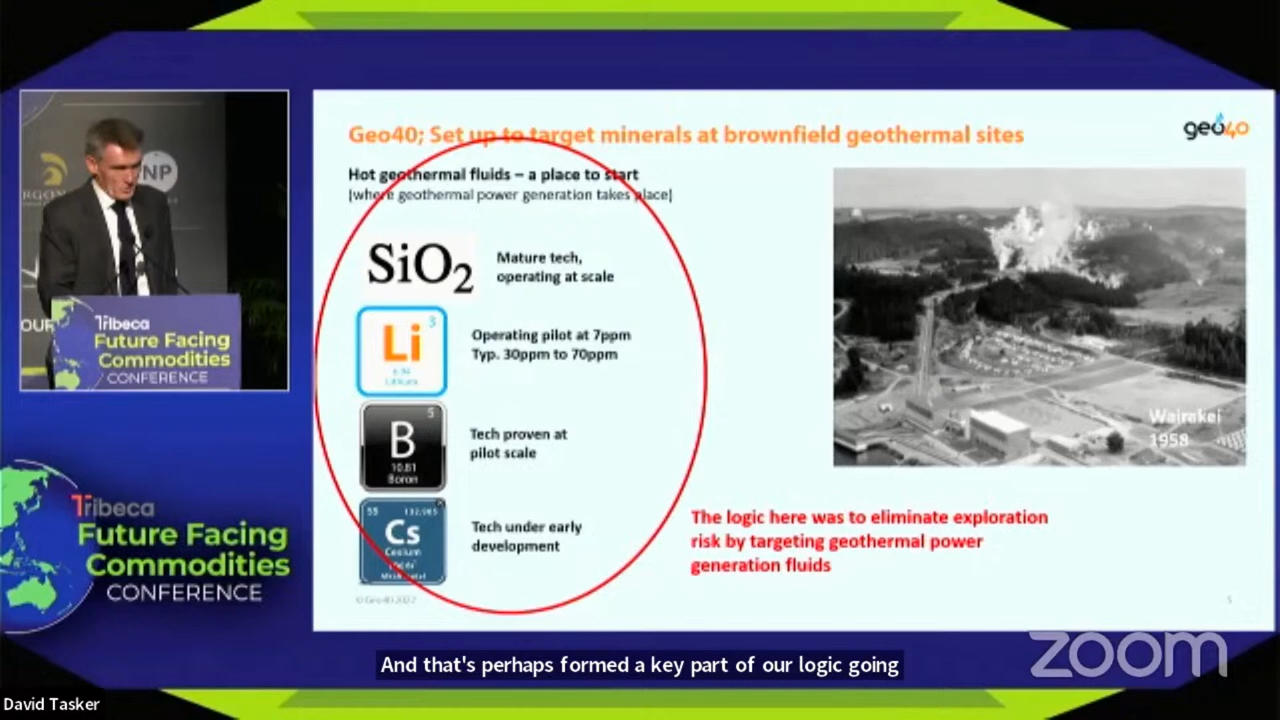 Geo40; Set up to target minerals at brownfield geothermal sites
geo40
Hot geothermal fluids – a place to start
(where geothermal power generation takes place)
SiO2
Mature tech,
operating at scale
3
Li
6.94
Lithium
Operating pilot at 7ppm
Typ. 30ppm to 70ppm
5
B
10.81
Boron
Tech proven at
pilot scale
55 132.905
Cs
Cesium
Tech under early
development
Wairakei
1958
The logic here was to eliminate exploration
risk by targeting geothermal power
generation fluids
© Geo40 2022
5
NP
Tribeca
Future Facing
Commodities
CONFERENCE
Tribeca
Future Facing
Commodities
CONFERENCE
And that's perhaps formed a key part of our logic going
zoom
David Tasker